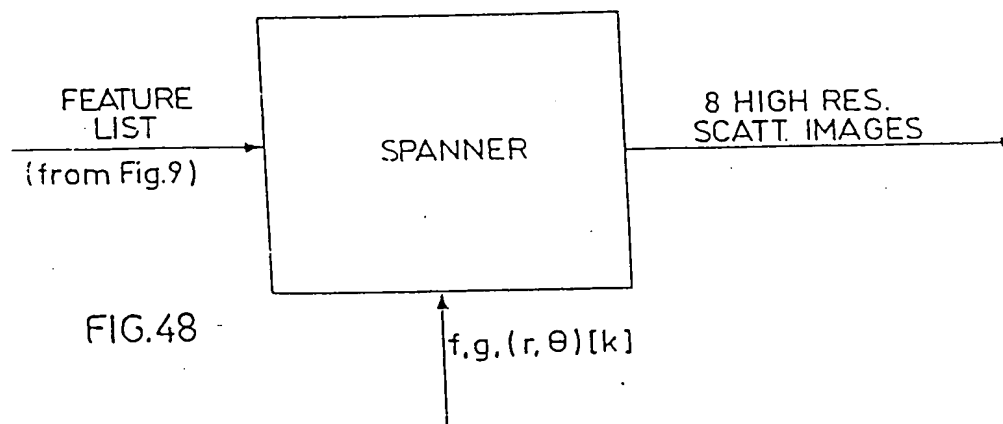 FEATURE
LIST
(from Fig.9)
SPANNER
8 HIGH RES.
SCATT. IMAGES
FIG.48
f,g,(r,θ)[k]